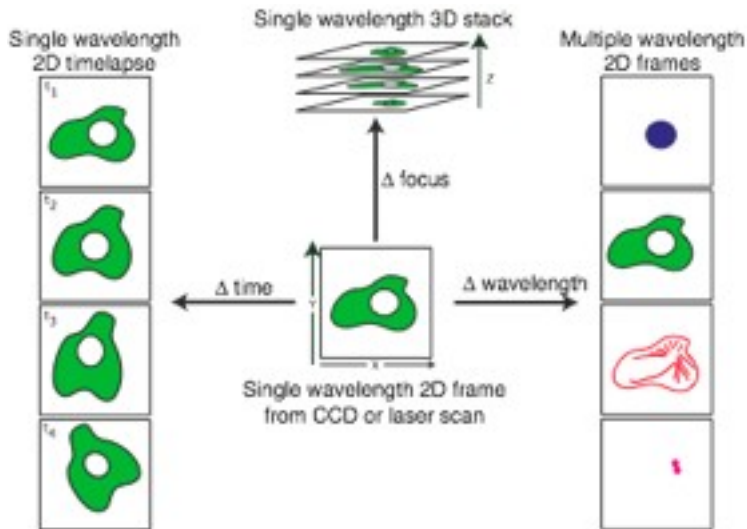 Single wavelength 3D stack
Single wavelength
2D timelapse
Multiple wavelength
2D frames
t1
t2
t3
t4
Z
Δ focus
Δ time
Δ wavelength
Y
X
Single wavelength 2D frame
from CCD or laser scan